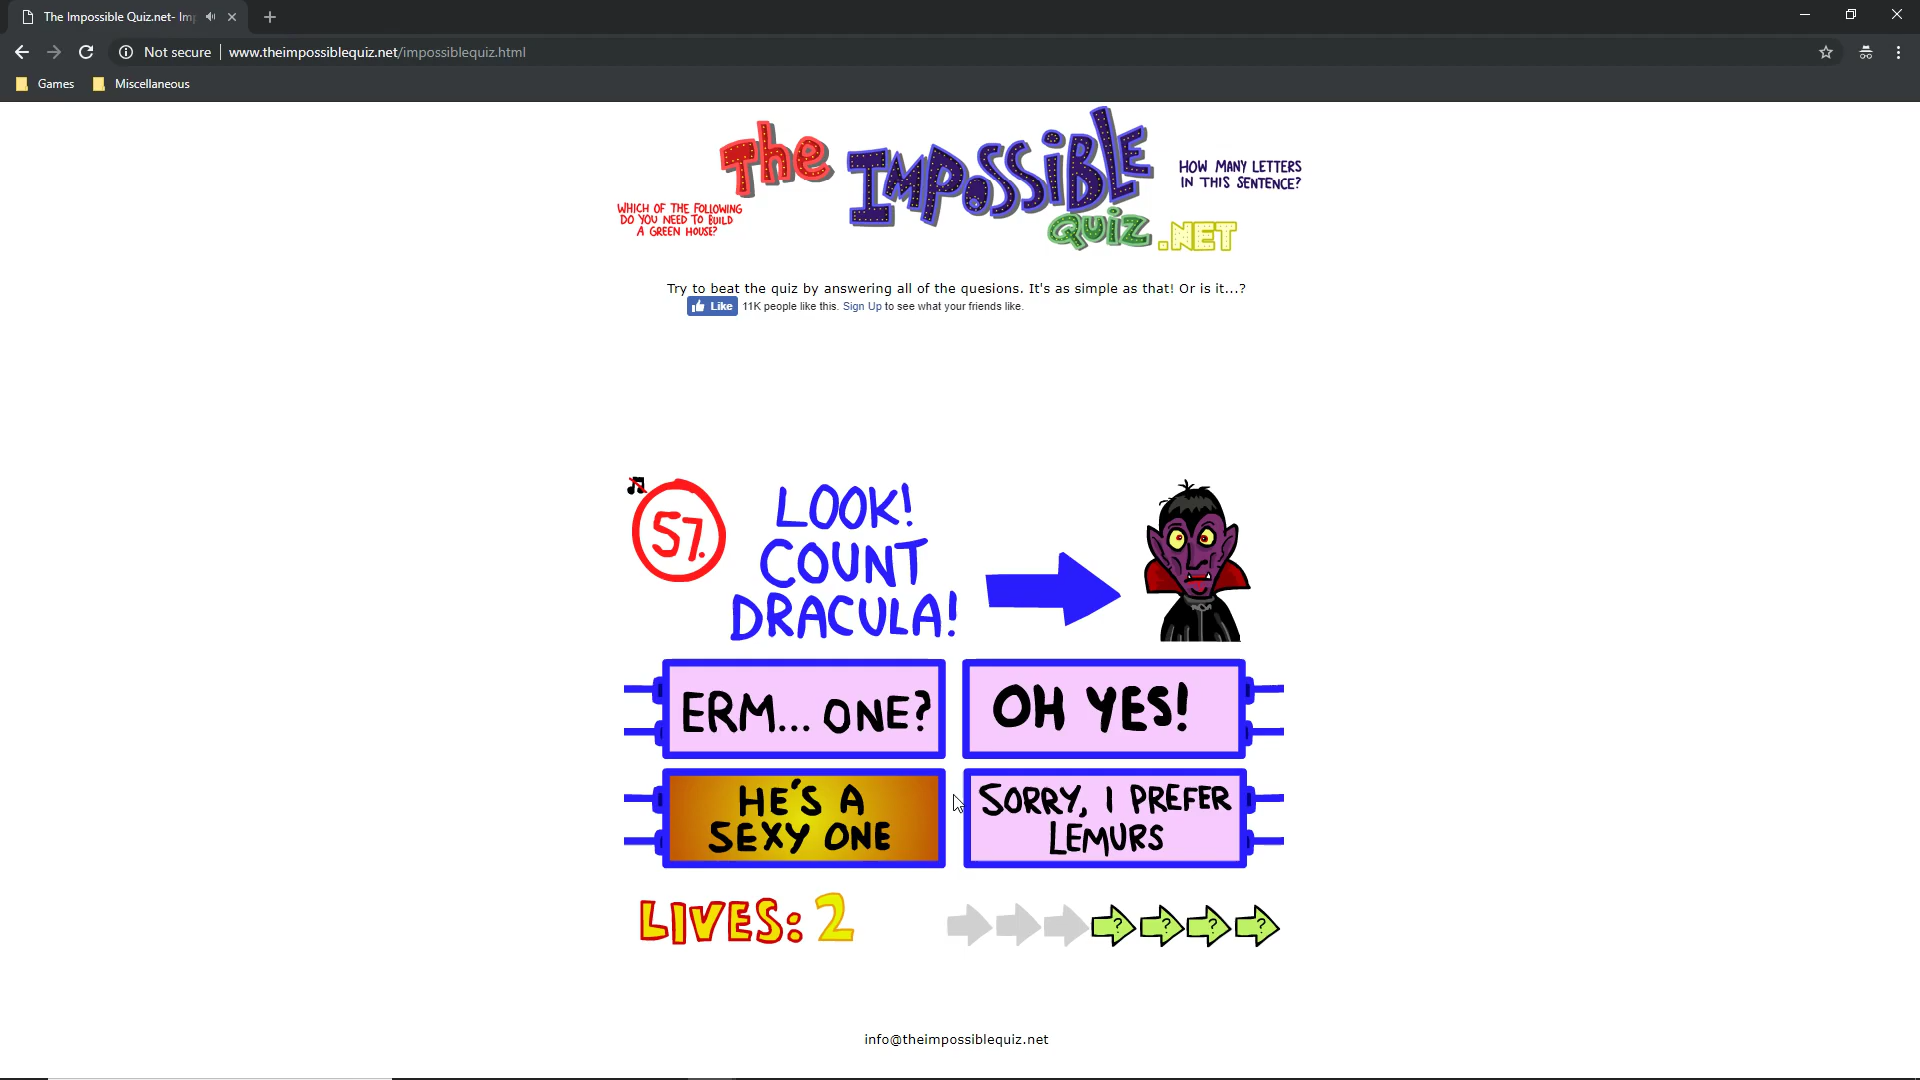 The Impossible Quiz.net- Im
Not secure
www.theimpossiblequiz.net/impossiblequiz.html
Games
Miscellaneous
The IMPOSSIBLE
QUIZ .NET
HOW MANY LETTERS
IN THIS SENTENCE?
WHICH OF THE FOLLOWING
DO YOU NEED TO BUILD
A GREEN HOUSE?
Try to beat the quiz by answering all of the quesions. It's as simple as that! Or is it...?
Like 11K people like this. Sign Up to see what your friends like.
57.
LOOK!
COUNT
DRACULA!
ERM... ONE?
OH YES!
HE'S A
SEXY ONE
SORRY, I PREFER
LEMURS
LIVES: 2
? ? ? ?
info@theimpossiblequiz.net